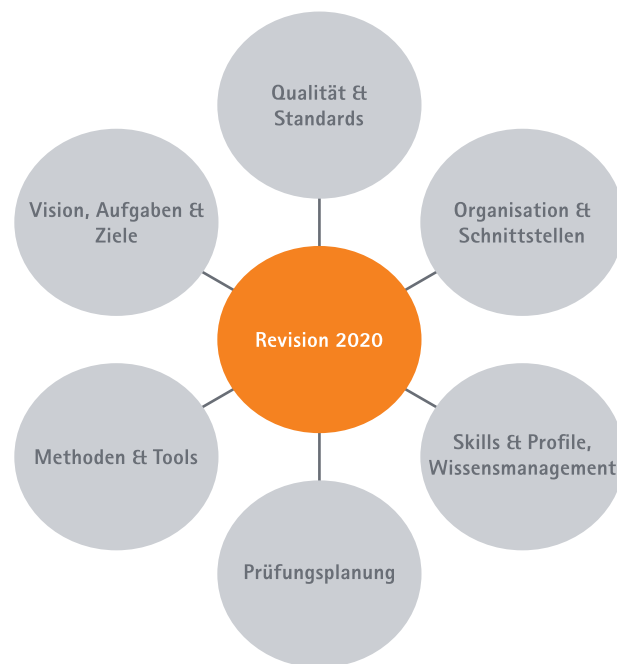 Qualität &
Standards
Vision, Aufgaben &
Ziele
Organisation &
Schnittstellen
Revision 2020
Methoden & Tools
Skills & Profile,
Wissensmanagement
Prüfungsplanung